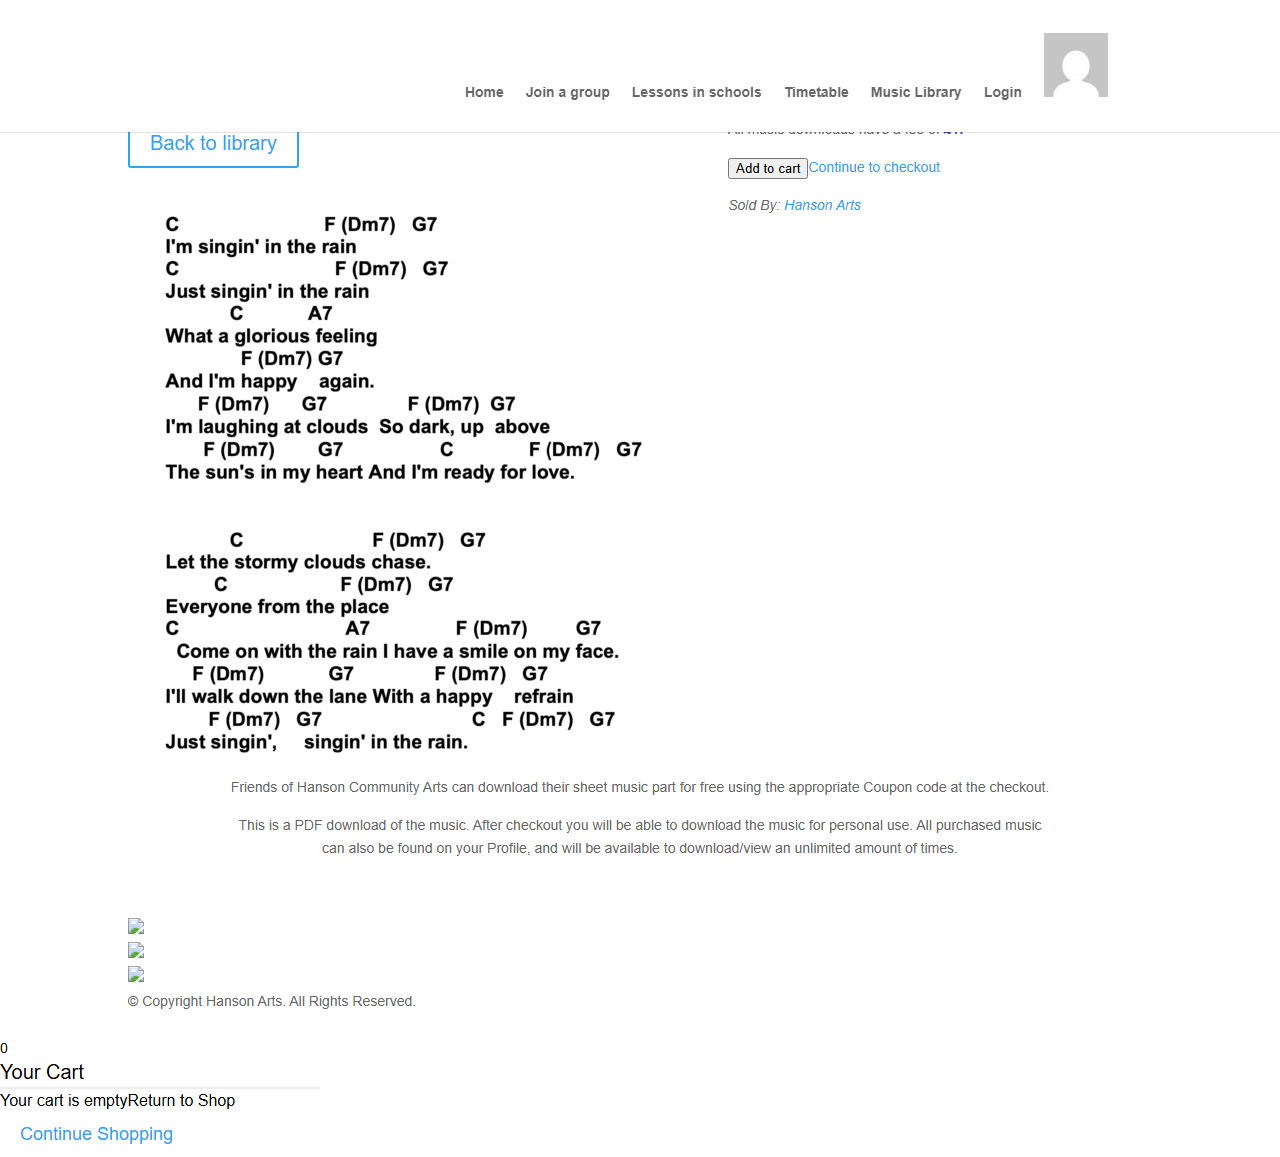 Home Join a group Lessons in schools Timetable Music Library Login
Back to library
Add to cart Continue to checkout
Sold By: Hanson Arts
C F (Dm7) G7
I'm singin' in the rain
C F (Dm7) G7
Just singin' in the rain
C A7
What a glorious feeling
F (Dm7) G7
And I'm happy again.
F (Dm7) G7 F (Dm7) G7
I'm laughing at clouds So dark, up above
F (Dm7) G7 C F (Dm7) G7
The sun's in my heart And I'm ready for love.
C F (Dm7) G7
Let the stormy clouds chase.
C F (Dm7) G7
Everyone from the place
C A7 F (Dm7) G7
Come on with the rain I have a smile on my face.
F (Dm7) G7 F (Dm7) G7
I'll walk down the lane With a happy refrain
F (Dm7) G7 C F (Dm7) G7
Just singin', singin' in the rain.
Friends of Hanson Community Arts can download their sheet music part for free using the appropriate Coupon code at the checkout.
This is a PDF download of the music. After checkout you will be able to download the music for personal use. All purchased music
can also be found on your Profile, and will be available to download/view an unlimited amount of times.
© Copyright Hanson Arts. All Rights Reserved.
0
Your Cart
Your cart is emptyReturn to Shop
Continue Shopping